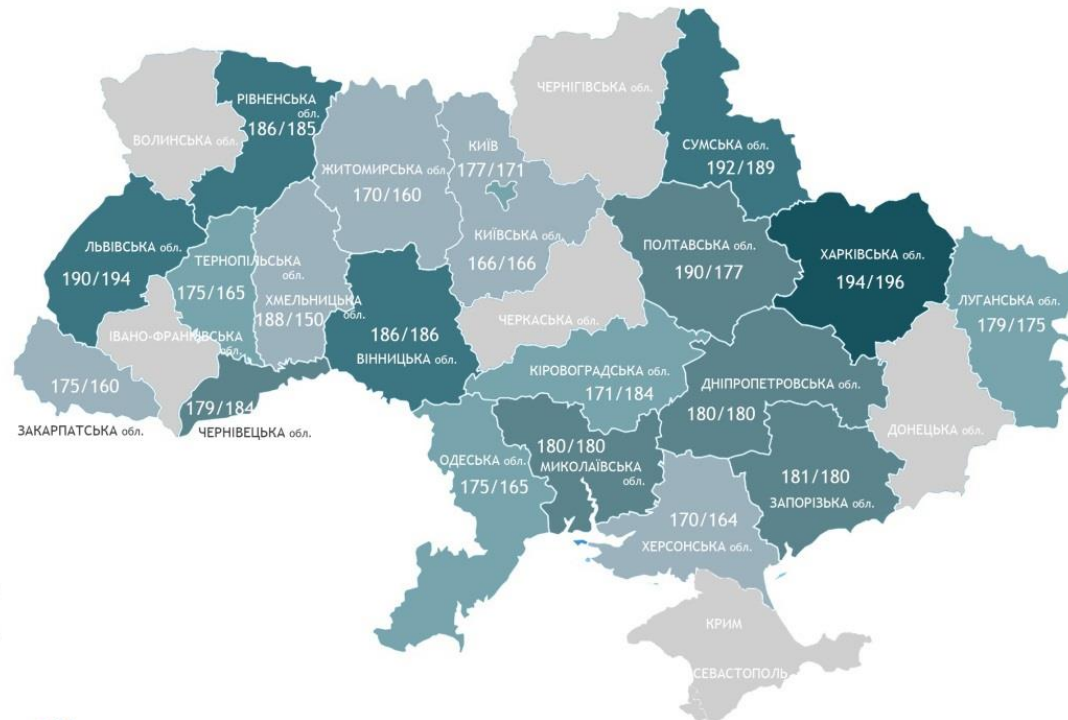 РІВНЕНСЬКА
обл.
186/185
ВОЛИНСЬКА обл.
ЧЕРНІГІВСЬКА обл.
СУМСЬКА обл.
192/189
ЖИТОМИРСЬКА обл.
170/160
КИЇВ
177/171
КИЇВСЬКА обл.
166/166
ЛЬВІВСЬКА обл.
190/194
ТЕРНОПІЛЬСЬКА
обл.
175/165
ХМЕЛЬНИЦЬКА
обл.
188/150
ПОЛТАВСЬКА обл.
190/177
ХАРКІВСЬКА обл.
194/196
ЛУГАНСЬКА обл.
179/175
ІВАНО-ФРАНКІВСЬКА
обл.
186/186
ВІННИЦЬКА обл.
ЧЕРКАСЬКА обл.
КІРОВОГРАДСЬКА обл.
171/184
ДНІПРОПЕТРОВСЬКА обл.
180/180
175/160
ЗАКАРПАТСЬКА обл.
179/184
ЧЕРНІВЕЦЬКА обл.
ДОНЕЦЬКА обл.
ОДЕСЬКА обл.
175/165
180/180
МИКОЛАЇВСЬКА
обл.
181/180
ЗАПОРІЗЬКА обл.
170/164
ХЕРСОНСЬКА обл.
КРИМ
СЕВАСТОПОЛЬ